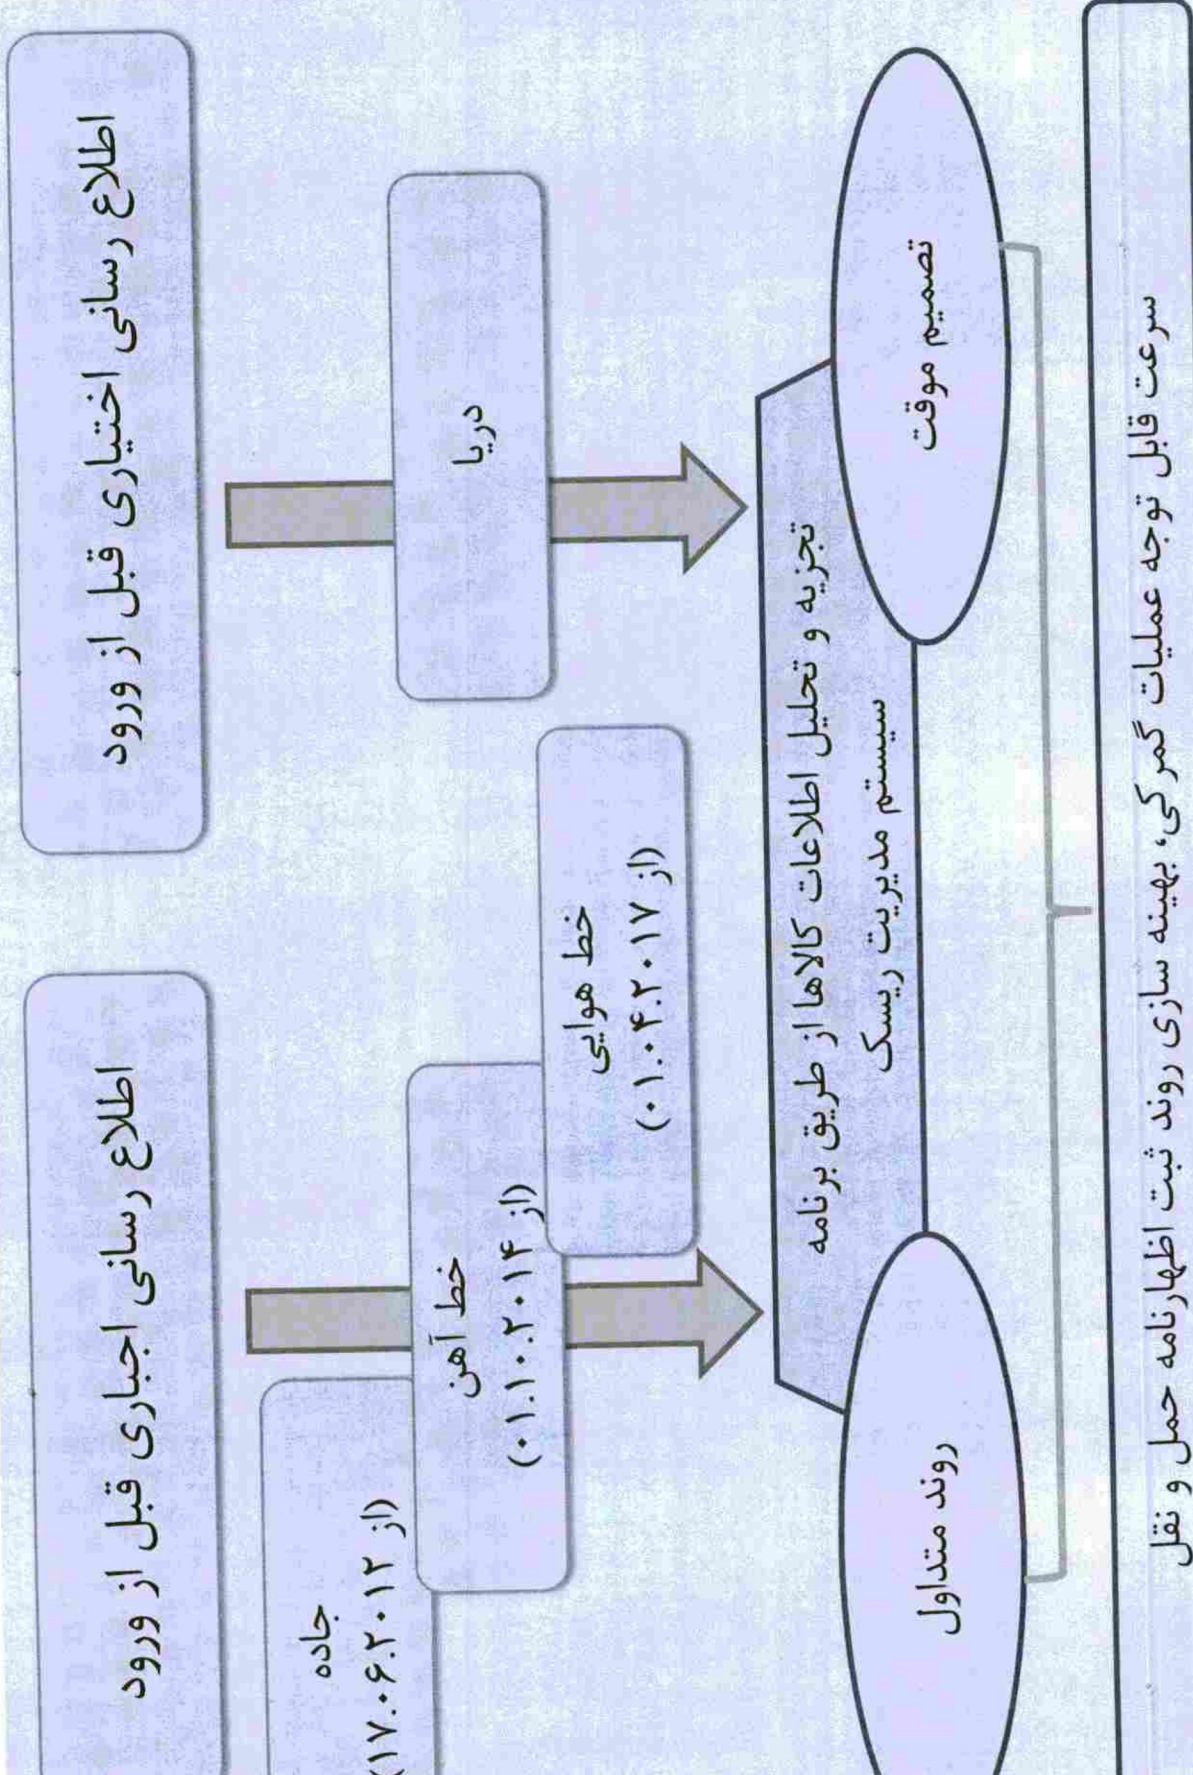 اطلاع رسانی اختیاری قبل از ورود
اطلاع رسانی اجباری قبل از ورود
دریا
خط هوایی
(از ۰۱.۰۴.۲۰۱۷)
خط آهن
(از ۰۱.۱۰.۲۰۱۴)
جاده
(از ۱۷.۰۶.۲۰۱۲)
تجزیه و تحلیل اطلاعات کالاها از طریق برنامه
سیستم مدیریت ریسک
تصمیم موقت
روند متداول
سرعت قابل توجه عملیات گمرکی، بهینه سازی روند ثبت اظهارنامه حمل و نقل